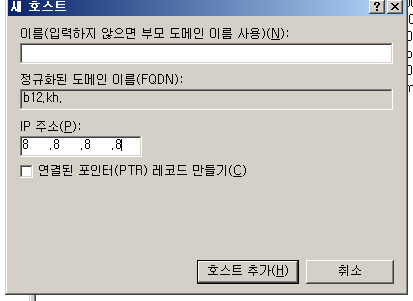 새 호스트
이름(입력하지 않으면 부모 도메인 이름 사용)(N):
정규화된 도메인 이름(FQDN):
b12.kh.
IP 주소(P):
8 .8 .8 .8
연결된 포인터(PTR) 레코드 만들기(C)
호스트 추가(H) 취소